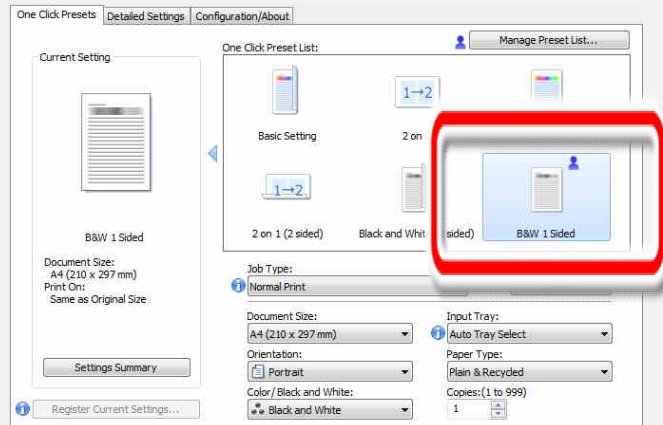 One Click Presets Detailed Settings Configuration/About
Current Setting
One Click Preset List:
Manage Preset List...
1→2
Basic Setting
2 on
1→2
B&W 1 Sided
2 on 1 (2 sided)
Black and Whit
sided)
B&W 1 Sided
Document Size:
A4 (210 x 297 mm)
Print On:
Same as Original Size
Job Type:
Normal Print
Document Size:
Input Tray:
A4 (210 x 297 mm)
Auto Tray Select
Orientation:
Paper Type:
Settings Summary
Portrait
Plain & Recycled
Color/ Black and White:
Copies:(1 to 999)
Register Current Settings...
Black and White
1